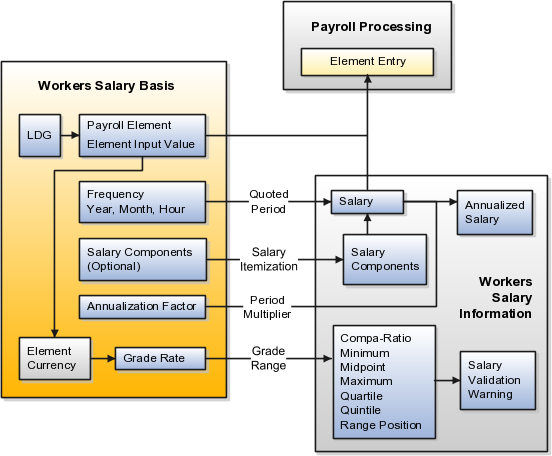 Payroll Processing
Element Entry
Workers Salary Basis
LDG
Payroll Element
Element Input Value
Frequency
Year, Month, Hour
Quoted
Period
Salary
Annualized
Salary
Salary Components
(Optional)
Salary
Itemization
Salary
Components
Annualization Factor
Period
Multiplier
Workers
Salary
Information
Element
Currency
Grade Rate
Grade
Range
Compa-Ratio
Minimum
Midpoint
Maximum
Quartile
Quintile
Range Position
Salary
Validation
Warning